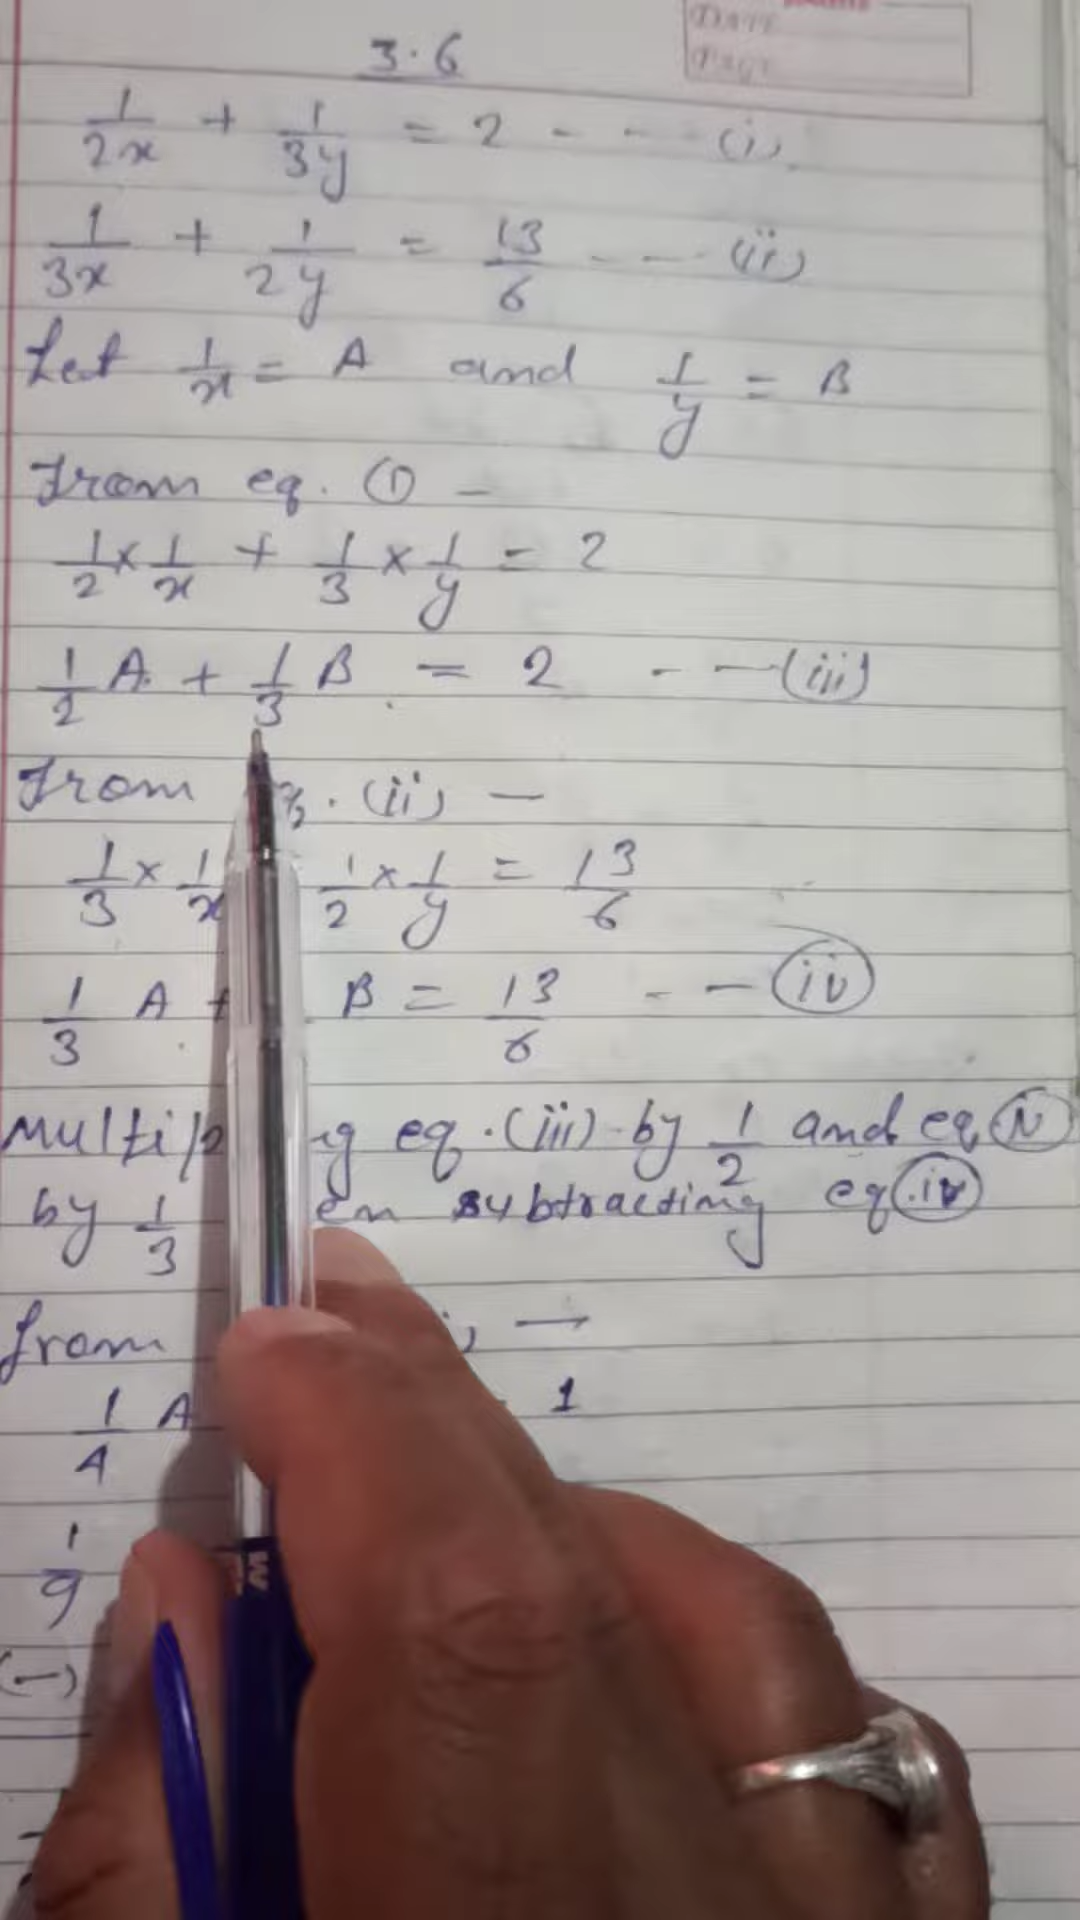 DATE
PAGE
3.6
1/2x + 1/3y = 2 - - - (i)
1/3x + 1/2y = 13/6 - - - (ii)
Let 1/x = A and 1/y = B
From eq. (1) -
1/2 × 1/x + 1/3 × 1/y = 2
1/2 A + 1/3 B = 2 - - (iii)
From . (ii) -
1/3 × 1/x 1/2 × 1/y = 13/6
1/3 A + B = 13/6 - - (iv)
eq. (iii) by 1/2 and eq (iv)
by 1/3 subtracting eq. (iv)
from
1/4 A 1
1/9
(-)